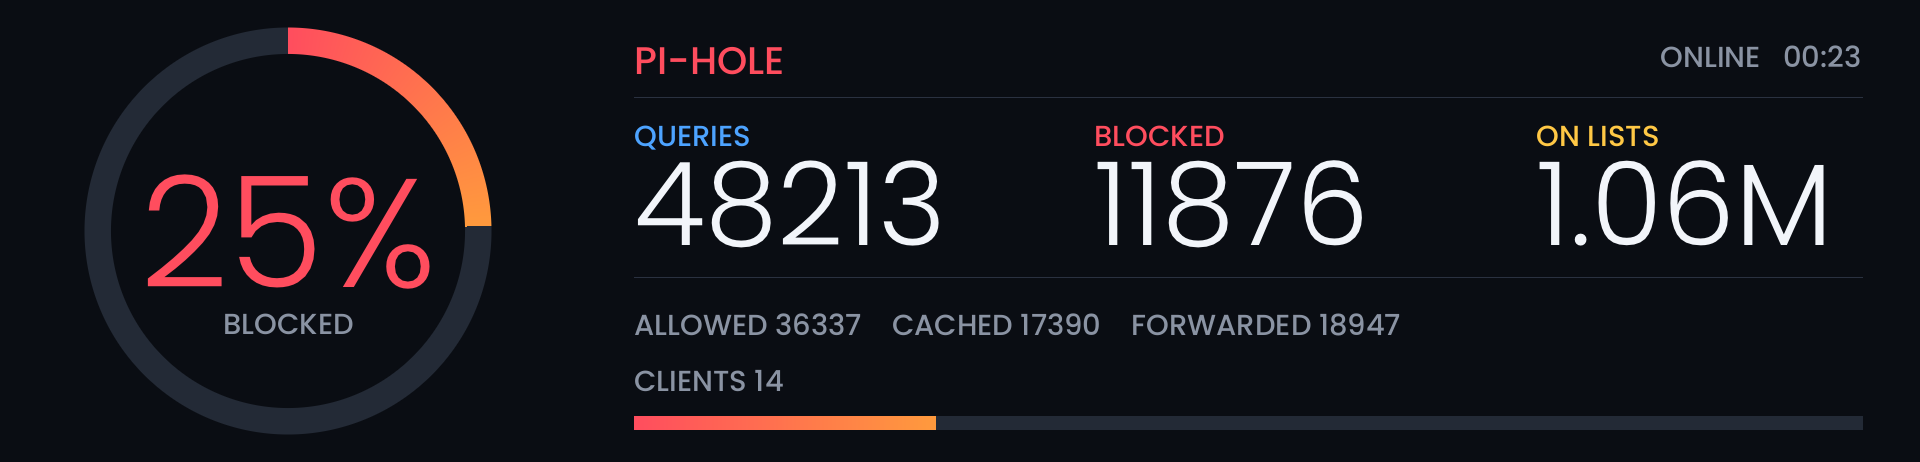 25%
BLOCKED
PI-HOLE
ONLINE 00:23
QUERIES BLOCKED ON LISTS
48213 11876 1.06M
ALLOWED 36337 CACHED 17390 FORWARDED 18947
CLIENTS 14